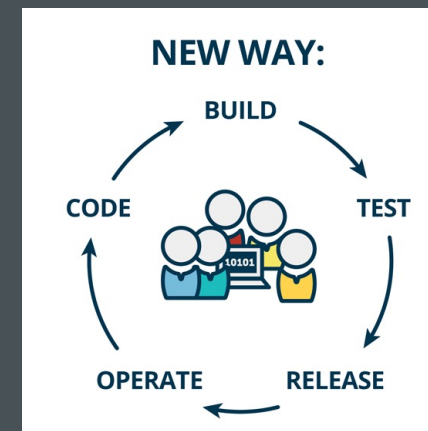 NEW WAY:
BUILD
CODE
TEST
10101
OPERATE
RELEASE